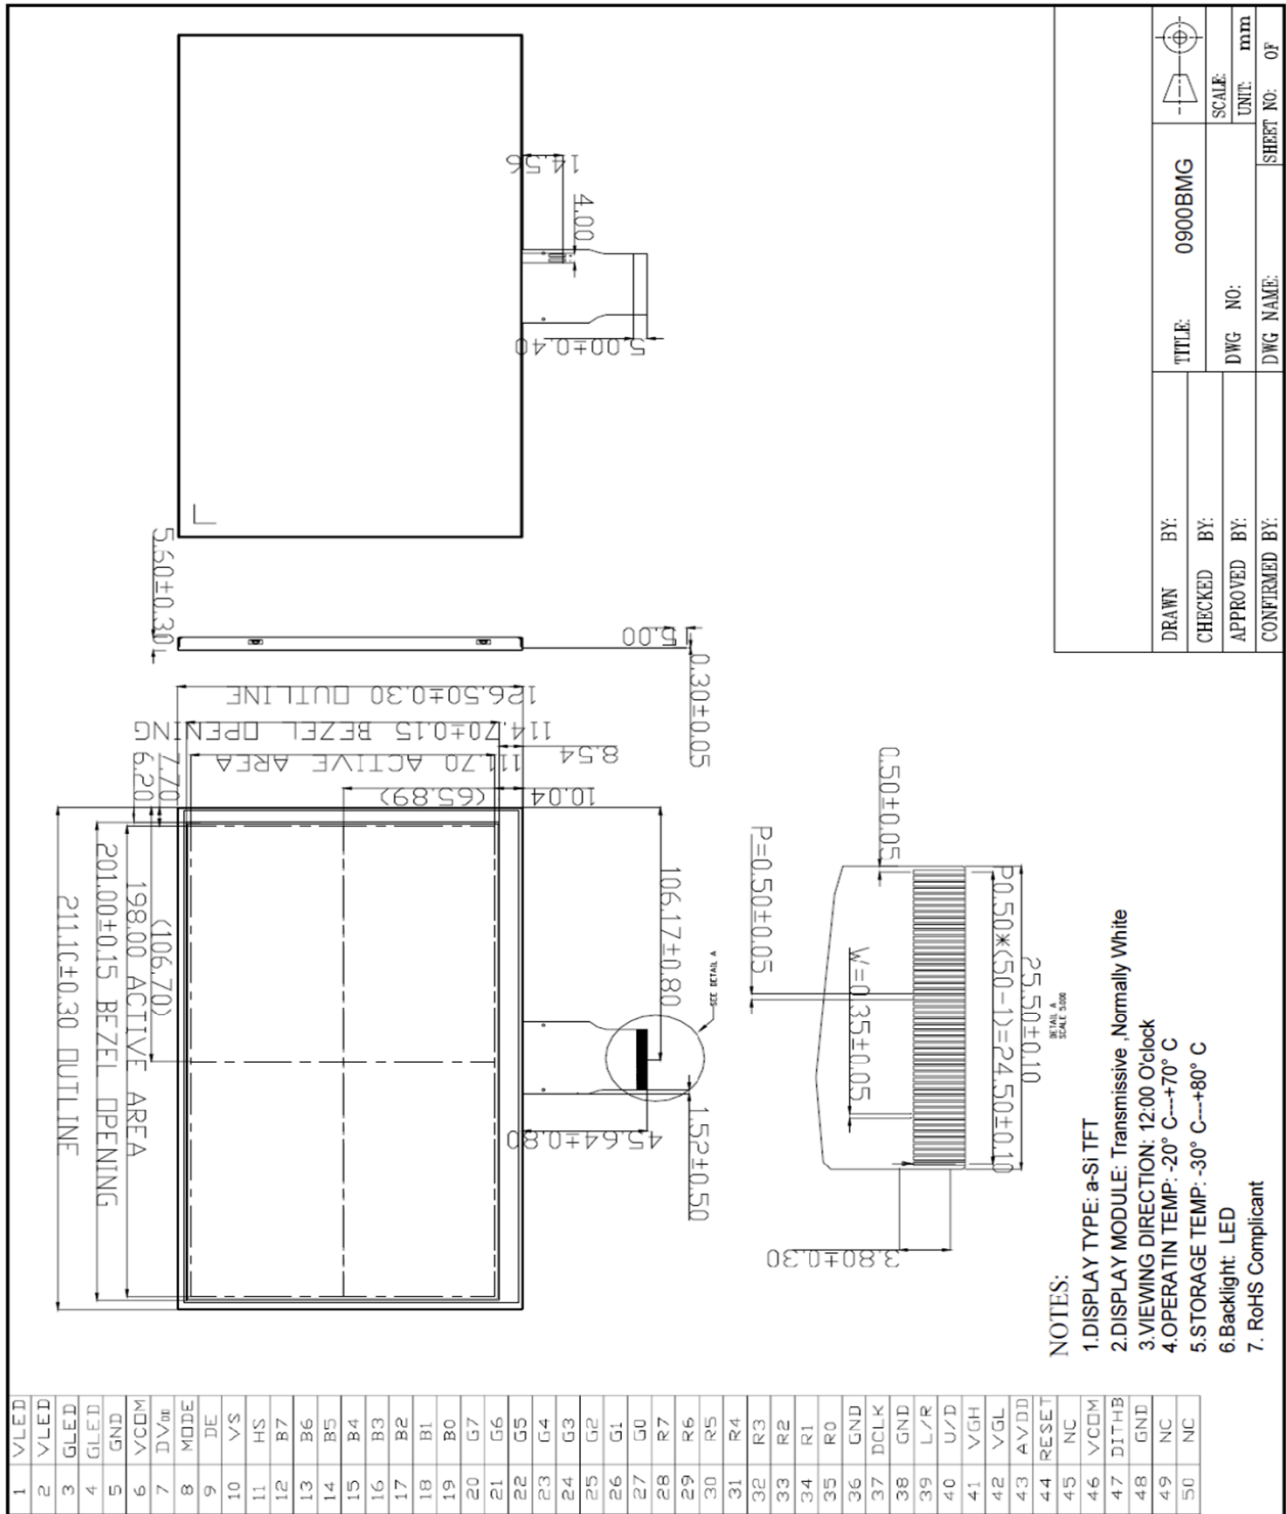 14.56
4.00
5.00±0.40
5.60±0.30
5.00
0.30±0.05
126.50±0.30 OUTLINE
114.70±0.15 BEZEL OPENING
111.70 ACTIVE AREA
8.54
(65.89)
10.04
6.20
7.70
(106.70)
198.00 ACTIVE AREA
201.00±0.15 BEZEL OPENING
211.10±0.30 OUTLINE
106.17±0.80
SEE DETAIL A
45.64±0.80
1.52±0.50
0.50±0.05
P=0.50±0.05
W=0.35±0.05
P0.50*(50-1)=24.50±0.10
25.50±0.10
3.80±0.30
DETAIL A
SCALE 5.000
NOTES:
1.DISPLAY TYPE: a-Si TFT
2.DISPLAY MODULE: Transmissive ,Normally White
3.VIEWING DIRECTION: 12:00 O'clock
4.OPERATIN TEMP: -20° C---+70° C
5.STORAGE TEMP: -30° C---+80° C
6.Backlight: LED
7. RoHS Complicant
DRAWN BY:
CHECKED BY:
APPROVED BY:
CONFIRMED BY:
TITLE: 0900BMG
DWG NO:
DWG NAME:
SCALE:
UNIT: mm
SHEET NO: OF
1 VLED
2 VLED
3 GLED
4 GLED
5 GND
6 VCOM
7 DVDD
8 MODE
9 DE
10 VS
11 HS
12 B7
13 B6
14 B5
15 B4
16 B3
17 B2
18 B1
19 B0
20 G7
21 G6
22 G5
23 G4
24 G3
25 G2
26 G1
27 G0
28 R7
29 R6
30 R5
31 R4
32 R3
33 R2
34 R1
35 R0
36 GND
37 DCLK
38 GND
39 L/R
40 U/D
41 VGH
42 VGL
43 AVDD
44 RESET
45 NC
46 VCOM
47 DITHB
48 GND
49 NC
50 NC